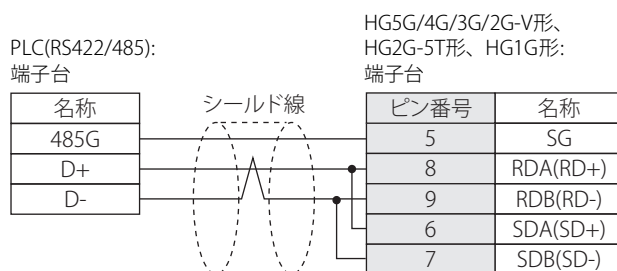 PLC(RS422/485):
端子台
HG5G/4G/3G/2G-V形、
HG2G-5T形、HG1G形:
端子台
名称 シールド線 ピン番号 名称
485G 5 SG
D+ 8 RDA(RD+)
D- 9 RDB(RD-)
6 SDA(SD+)
7 SDB(SD-)